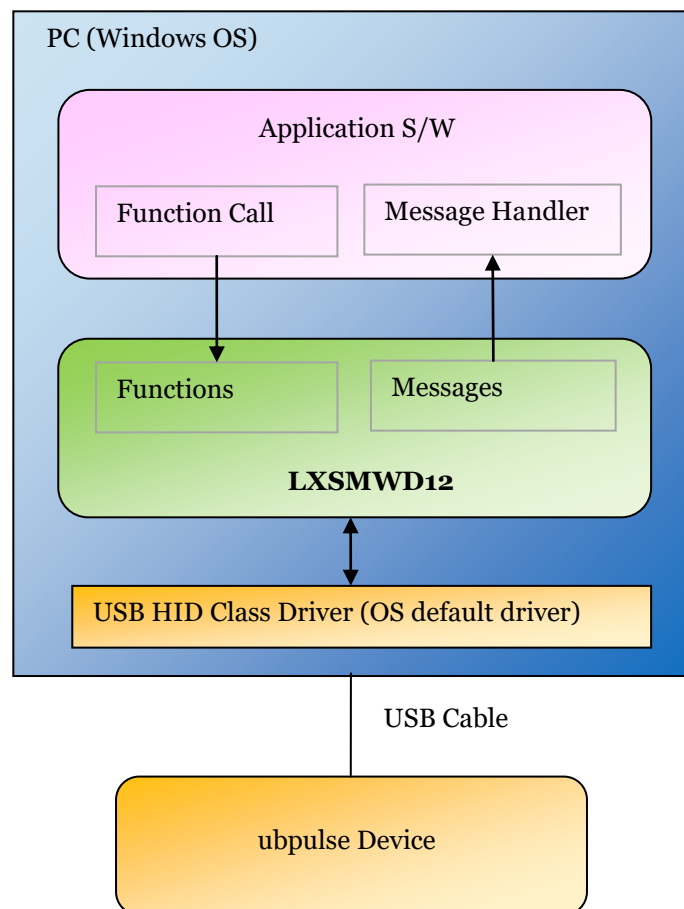 PC (Windows OS)
Application S/W
Function Call
Message Handler
Functions
Messages
LXSMWD12
USB HID Class Driver (OS default driver)
USB Cable
ubpulse Device